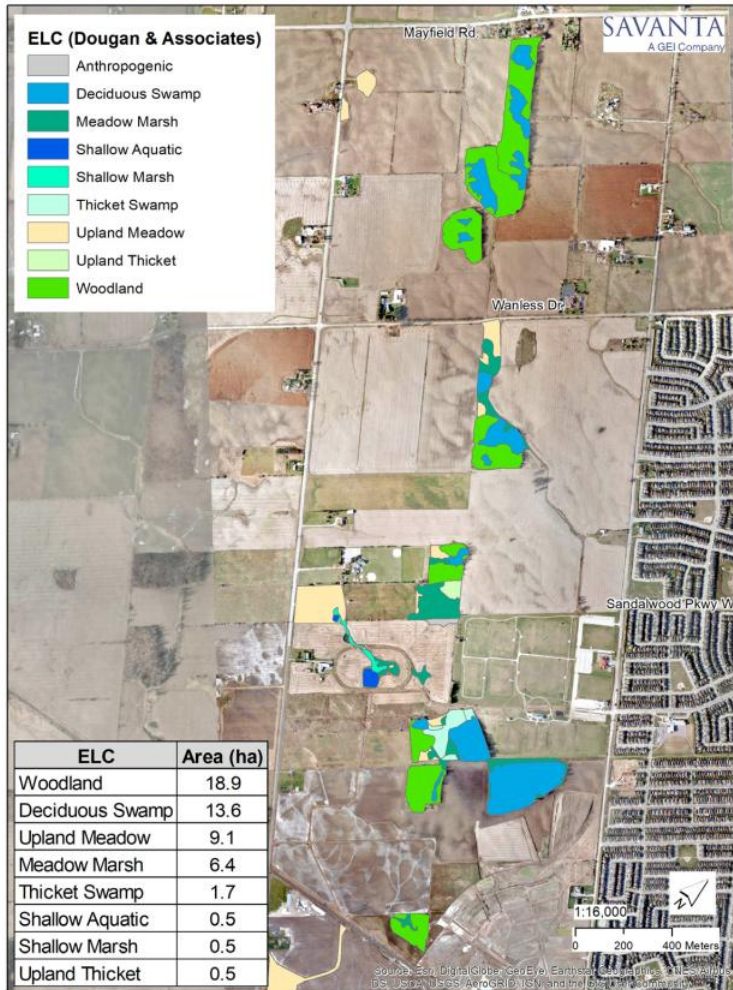 ELC (Dougan & Associates)
Anthropogenic
Deciduous Swamp
Meadow Marsh
Shallow Aquatic
Shallow Marsh
Thicket Swamp
Upland Meadow
Upland Thicket
Woodland
Mayfield Rd.
SAVANTA
A GEI Company
Wanless Dr.
Sandalwood Pkwy W
ELC Area (ha)
Woodland 18.9
Deciduous Swamp 13.6
Upland Meadow 9.1
Meadow Marsh 6.4
Thicket Swamp 1.7
Shallow Aquatic 0.5
Shallow Marsh 0.5
Upland Thicket 0.5
1:16,000
0 200 400 Meters
Source: Esri, DigitalGlobe, GeoEye, Earthstar Geographics, CNES/Airbus
DS, USDA, USGS, AeroGRID, IGN, and the GIS User Community